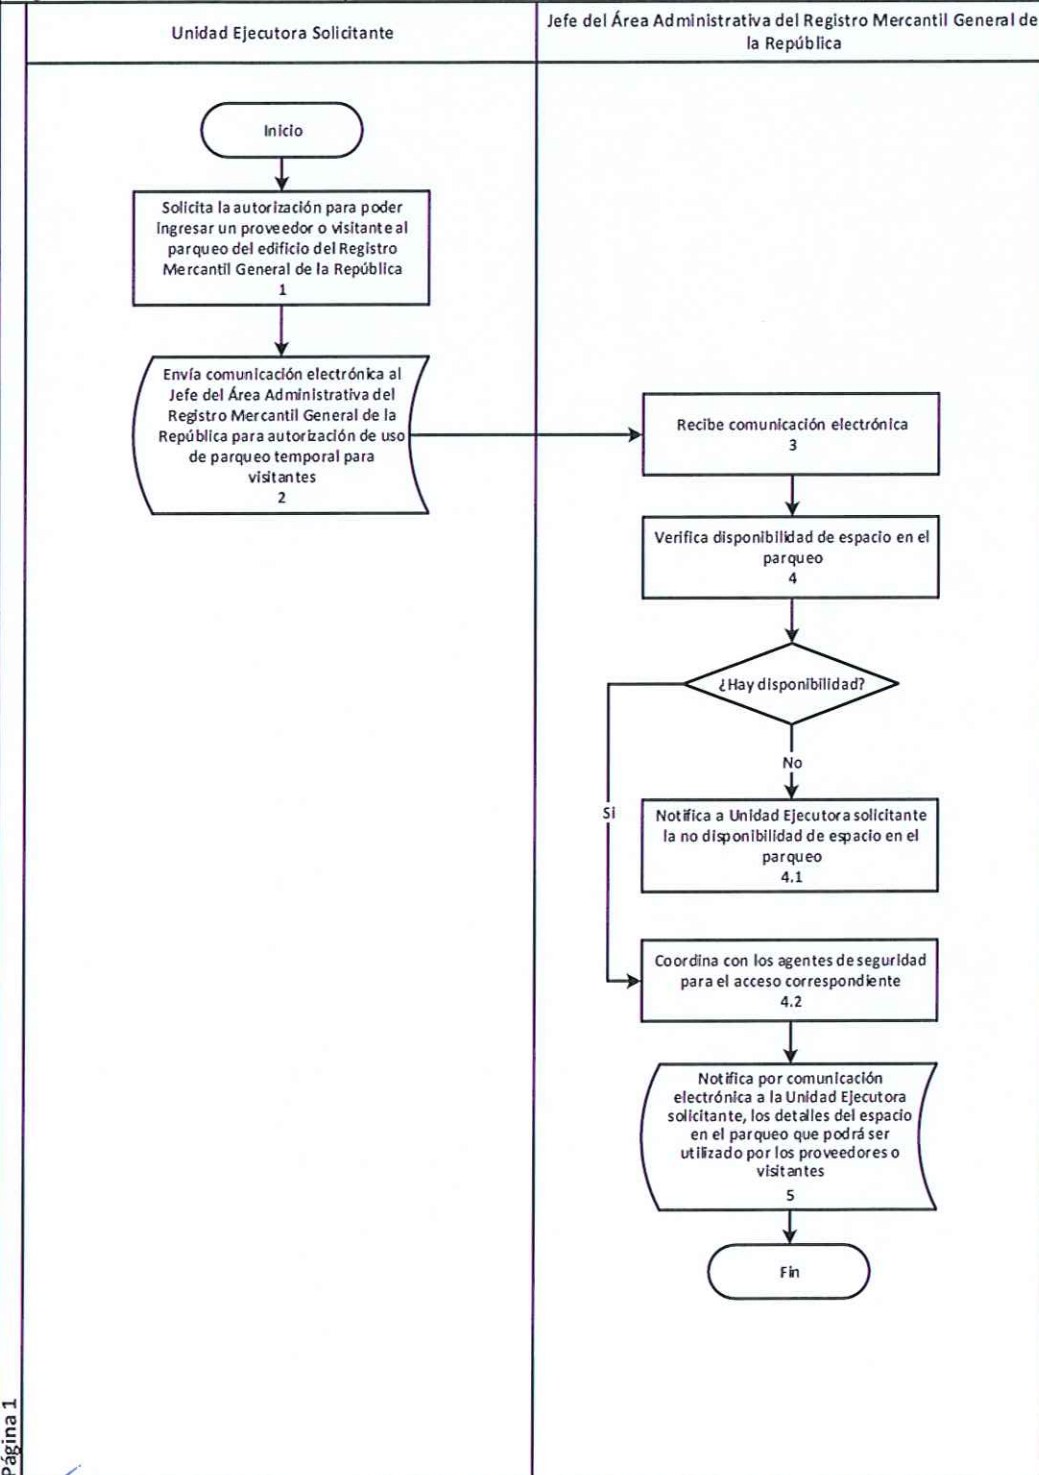 Unidad Ejecutora Solicitante
Jefe del Área Administrativa del Registro Mercantil General de
la República
Inicio
Solicita la autorización para poder
ingresar un proveedor o visitante al
parqueo del edificio del Registro
Mercantil General de la República
1
Envía comunicación electrónica al
Jefe del Área Administrativa del
Registro Mercantil General de la
República para autorización de uso
de parqueo temporal para
visitantes
2
Recibe comunicación electrónica
3
Verifica disponibilidad de espacio en el
parqueo
4
¿Hay disponibilidad?
No
Si
Notifica a Unidad Ejecutora solicitante
la no disponibilidad de espacio en el
parqueo
4.1
Coordina con los agentes de seguridad
para el acceso correspondiente
4.2
Notifica por comunicación
electrónica a la Unidad Ejecutora
solicitante, los detalles del espacio
en el parqueo que podrá ser
utilizado por los proveedores o
visitantes
5
Fin
Página 1